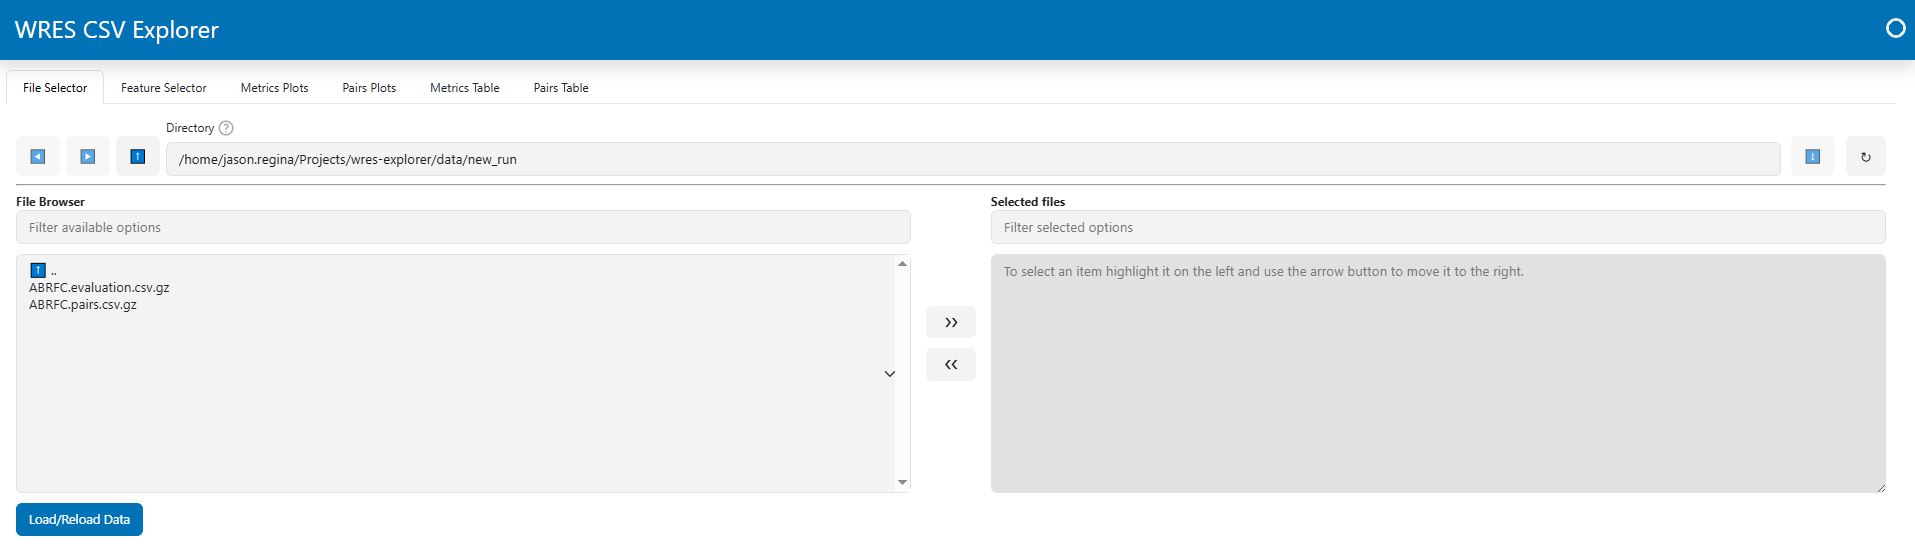 WRES CSV Explorer
File Selector Feature Selector Metrics Plots Pairs Plots Metrics Table Pairs Table
Directory ?
/home/jason.regina/Projects/wres-explorer/data/new_run
File Browser
Filter available options
..
ABRFC.evaluation.csv.gz
ABRFC.pairs.csv.gz
>>
<<
Selected files
Filter selected options
To select an item highlight it on the left and use the arrow button to move it to the right.
Load/Reload Data